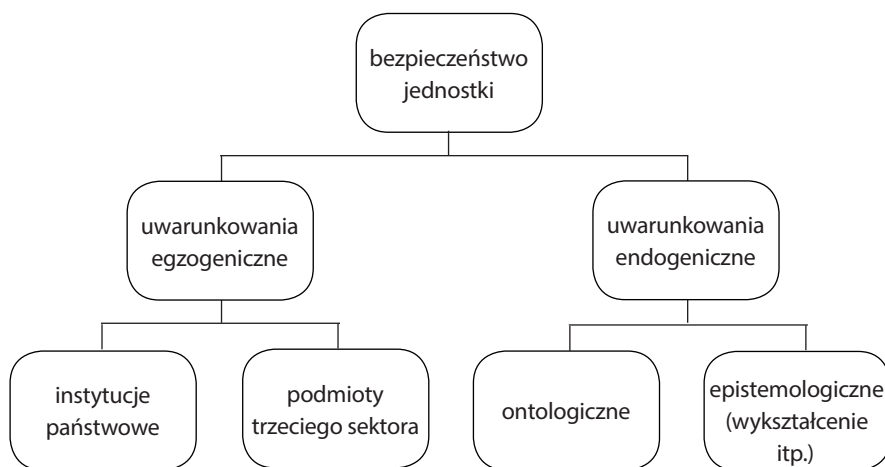 bezpieczeństwo
jednostki
uwarunkowania
egzogeniczne
uwarunkowania
endogeniczne
instytucje
państwowe
podmioty
trzeciego sektora
ontologiczne
epistemologiczne
(wykształcenie
itp.)